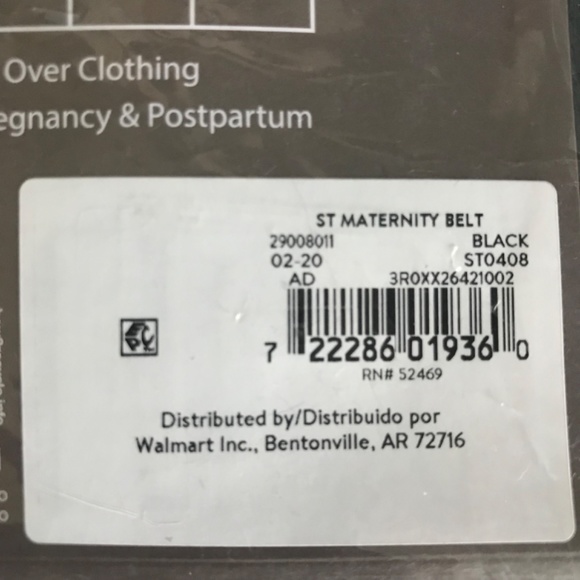 Over Clothing
egnancy & Postpartum
ST MATERNITY BELT
29008011 BLACK
02-20 ST0408
AD 3R0XX26421002
7 22286 01936 0
RN# 52469
Distributed by/Distribuido por
Walmart Inc., Bentonville, AR 72716